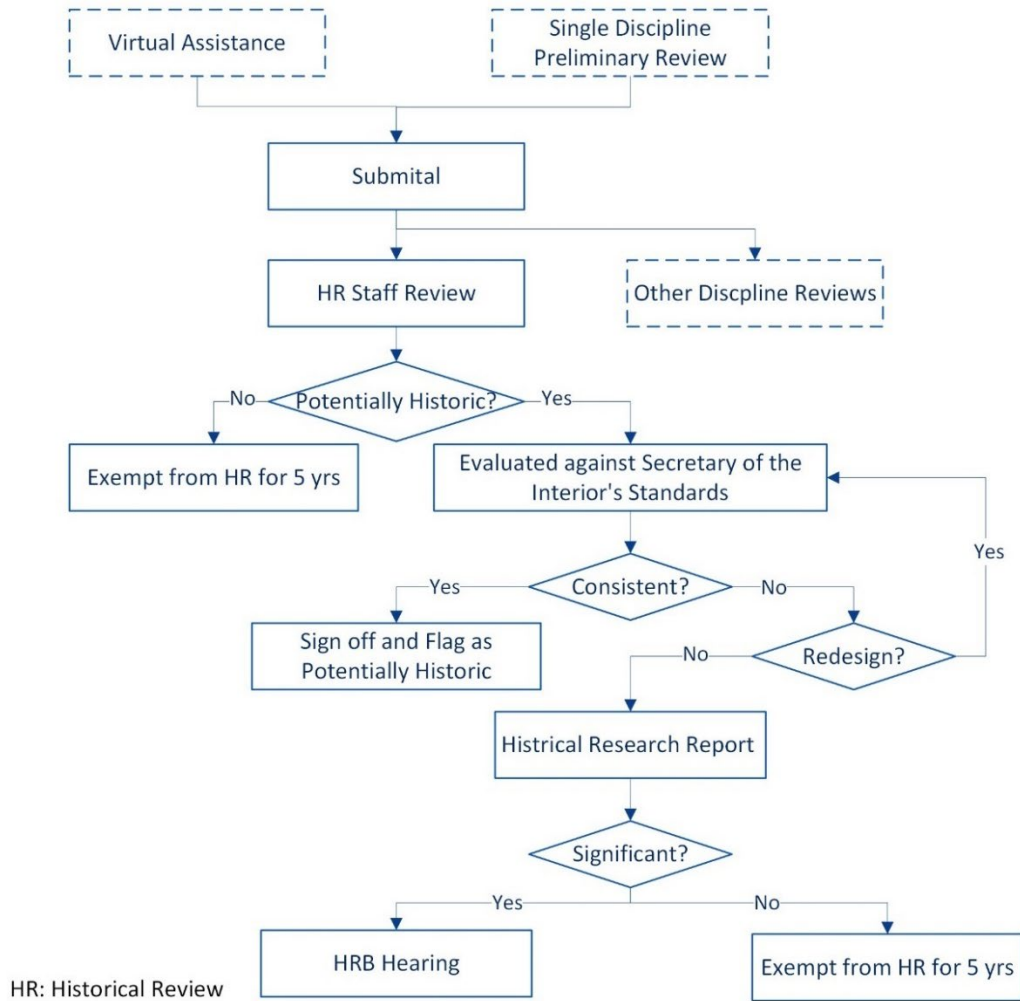 Virtual Assistance
Single Discipline
Preliminary Review
Submital
HR Staff Review
Other Discpline Reviews
Potentially Historic?
No
Yes
Exempt from HR for 5 yrs
Evaluated against Secretary of the
Interior's Standards
Yes
Consistent?
Yes
No
Sign off and Flag as
Potentially Historic
Redesign?
No
Histrical Research Report
Significant?
Yes
No
HRB Hearing
Exempt from HR for 5 yrs
HR: Historical Review